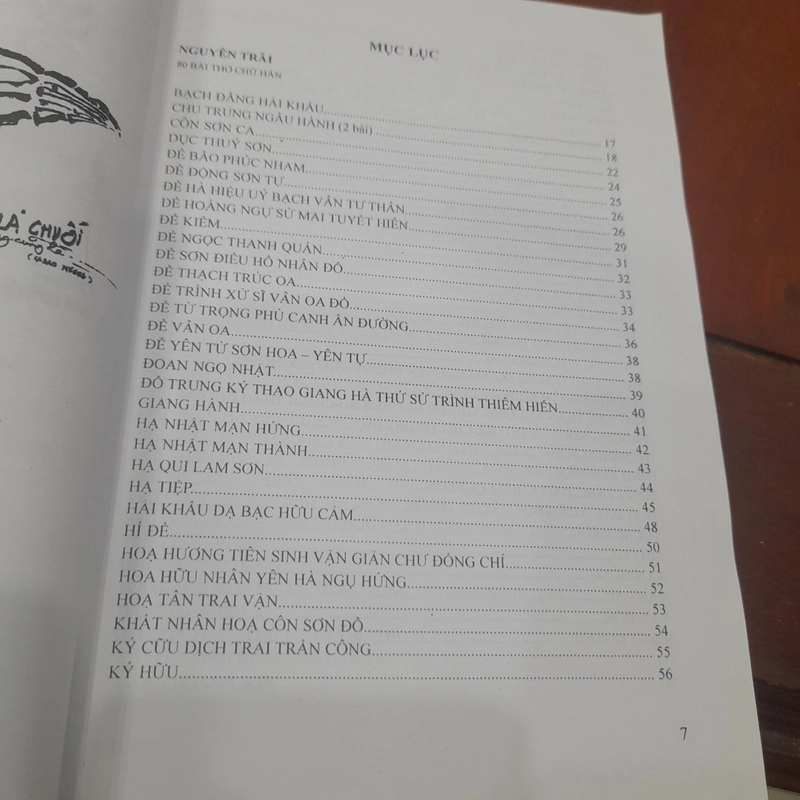 LÁ CHUỐI
MỤC LỤC
NGUYỄN TRÃI
80 BÀI THƠ CHỮ HÁN
BẠCH ĐẰNG HẢI KHẨU 17
CHU TRUNG NGẪU HÀNH (2 bài) 18
CÔN SƠN CA 22
DỤC THUÝ SƠN 24
ĐỀ BẢO PHÚC NHAM 25
ĐỀ ĐỘNG SƠN TỰ 26
ĐỀ HÀ HIỆU UÝ BẠCH VÂN TƯ THÂN 26
ĐỀ HOÀNG NGỰ SỬ MAI TUYẾT HIÊN 29
ĐỀ KIẾM 31
ĐỀ NGỌC THANH QUÁN 32
ĐỀ SƠN ĐIỂU HÔ NHÂN ĐỒ 33
ĐỀ THẠCH TRÚC OA 33
ĐỀ TRÌNH XỬ SĨ VÂN OA ĐỒ 34
ĐỀ TỪ TRỌNG PHỦ CANH ẨN ĐƯỜNG 36
ĐỀ VÂN OA 38
ĐỀ YÊN TỬ SƠN HOA – YÊN TỰ 38
ĐOAN NGỌ NHẬT 39
ĐỒ TRUNG KÝ THAO GIANG HÀ THỨ SỬ TRÌNH THIÊM HIẾN 40
GIANG HÀNH 41
HẠ NHẬT MẠN HỨNG 42
HẠ NHẬT MẠN THÀNH 43
HẠ QUI LAM SƠN 44
HẠ TIỆP 45
HẢI KHẨU DẠ BẠC HỮU CẢM 48
HÍ ĐỀ 50
HOẠ HƯƠNG TIÊN SINH VẬN GIẢN CHƯ ĐỒNG CHÍ 51
HOẠ HỮU NHÂN YÊN HÀ NGỤ HỨNG 52
HOẠ TÂN TRAI VẬN 53
KHẤT NHÂN HOẠ CÔN SƠN ĐỒ 54
KÝ CỮU DỊCH TRAI TRẦN CÔNG 55
KÝ HỮU 56
7